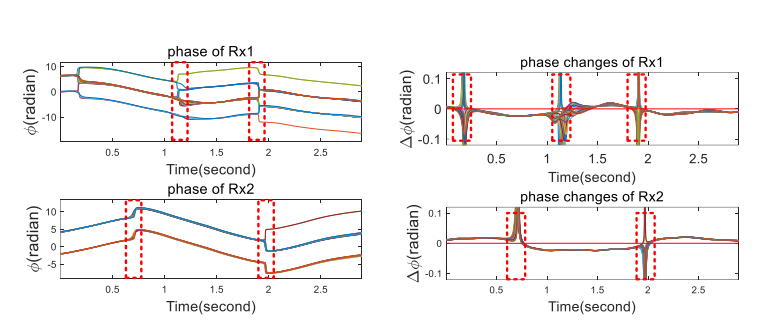 phase of Rx1
10
0
-10
ϕ(radian)
0.5
1
1.5
2
2.5
Time(second)
phase changes of Rx1
0.1
0
-0.1
Δϕ(radian)
0.5
1
1.5
2
2.5
Time(second)
phase of Rx2
10
5
0
-5
ϕ(radian)
0.5
1
1.5
2
2.5
Time(second)
phase changes of Rx2
0.1
0
-0.1
Δϕ(radian)
0.5
1
1.5
2
2.5
Time(second)